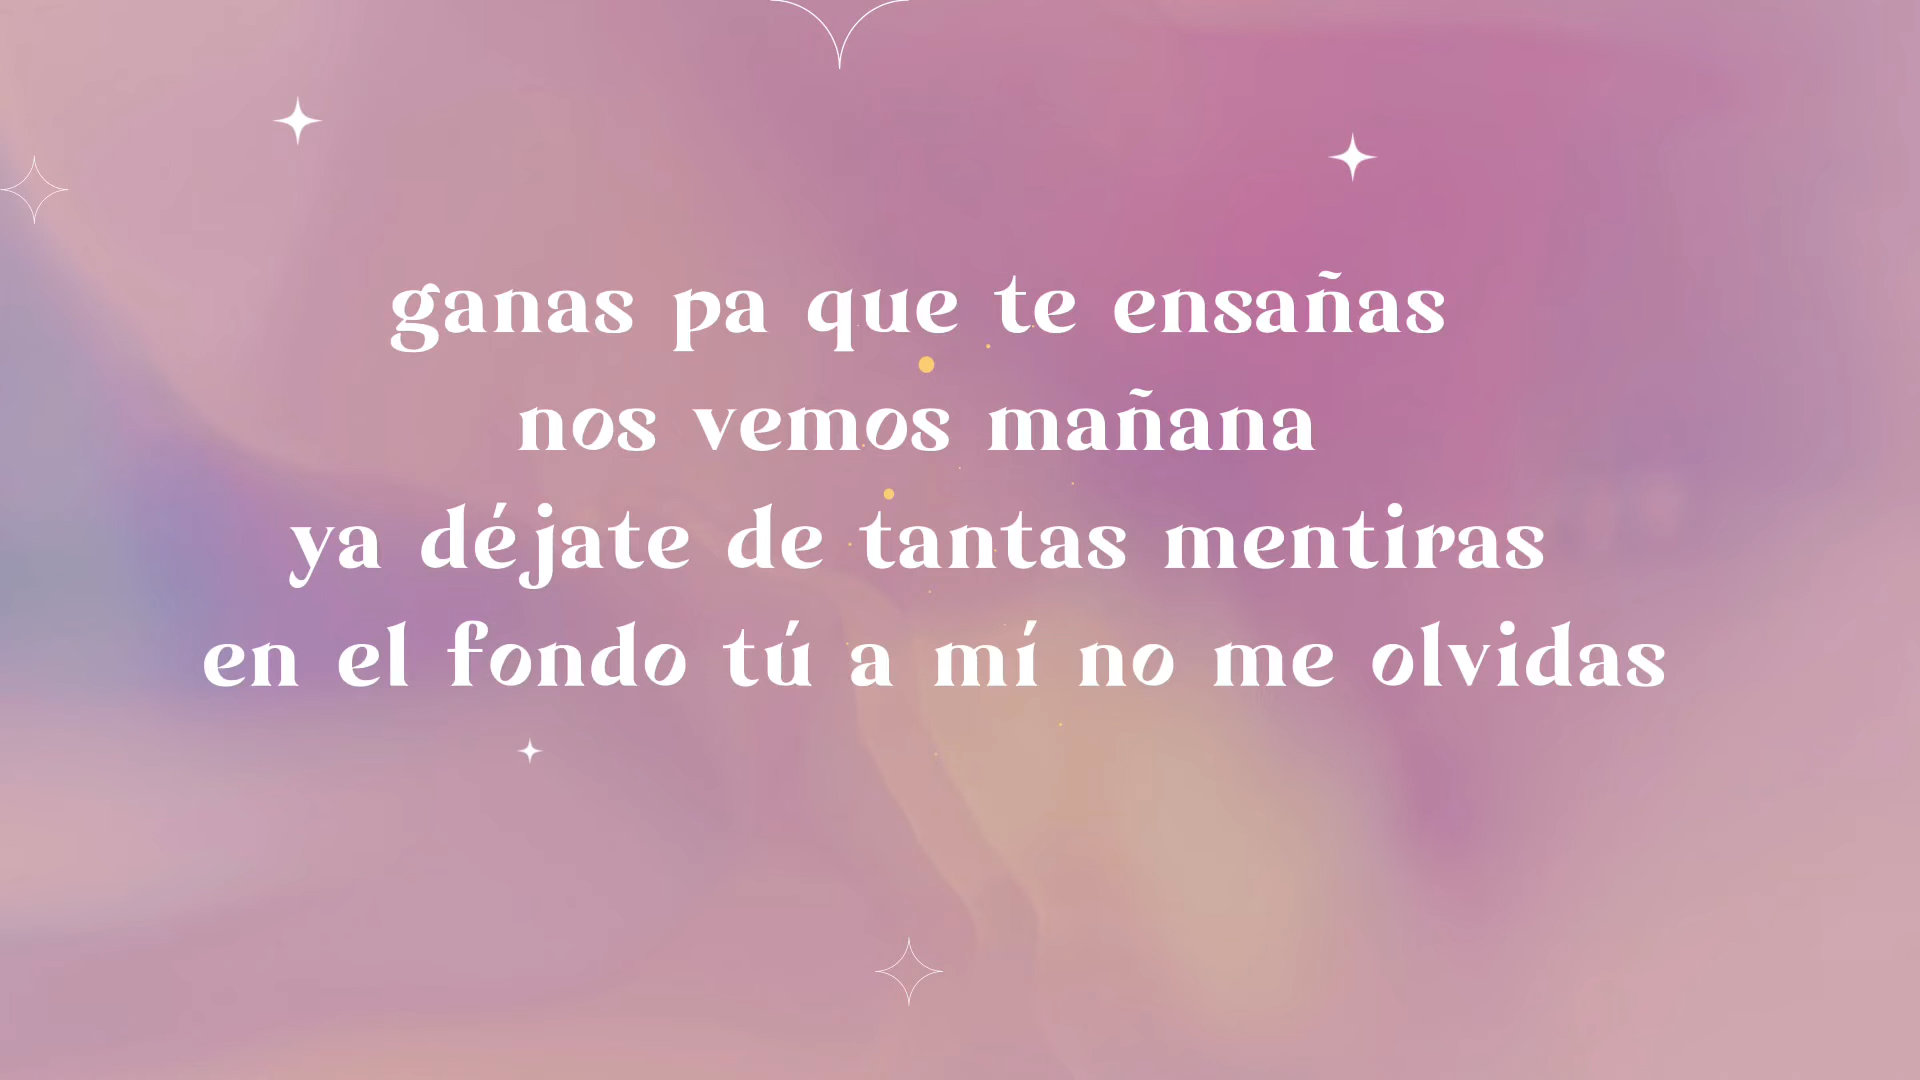 ganas pa que te ensañas
nos vemos mañana
ya déjate de tantas mentiras
en el fondo tú a mí no me olvidas